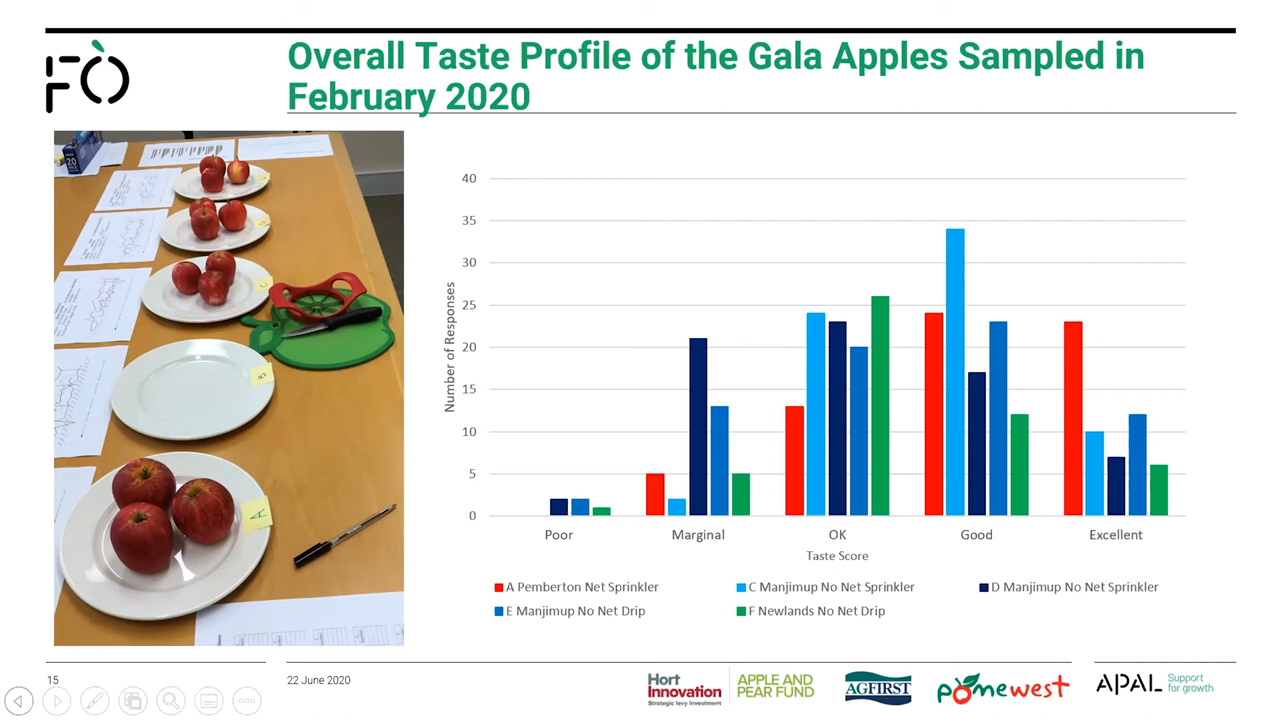 Overall Taste Profile of the Gala Apples Sampled in
February 2020
40
35
30
25
20
15
10
5
0
Number of Responses
Poor
Marginal
OK
Good
Excellent
Taste Score
A Pemberton Net Sprinkler
C Manjimup No Net Sprinkler
D Manjimup No Net Sprinkler
E Manjimup No Net Drip
F Newlands No Net Drip
A
B
C
20
15
22 June 2020
Hort
Innovation
Strategic levy investment
APPLE AND
PEAR FUND
AGFIRST
pomewest
APAL
Support
for growth